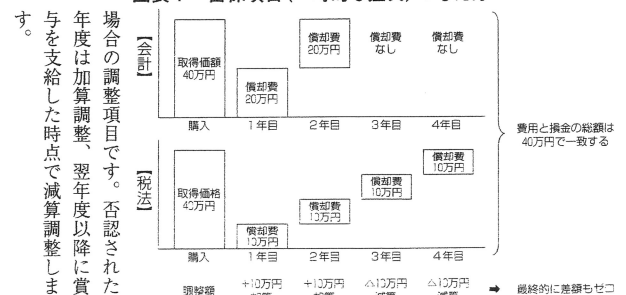 場合の調整項目です。否認された
年度は加算調整、翌年度以降に賞
与を支給した時点で減算調整しま
す。
【会計】
取得価額
40万円
償却費
20万円
償却費
20万円
償却費
なし
償却費
なし
購入 1年目 2年目 3年目 4年目
【税法】
取得価格
40万円
償却費
10万円
償却費
10万円
償却費
10万円
償却費
10万円
購入 1年目 2年目 3年目 4年目
費用と損金の総額は
40万円で一致する
調整額 +10万円 +10万円 △10万円 △10万円 ➡ 最終的に差額もゼロ